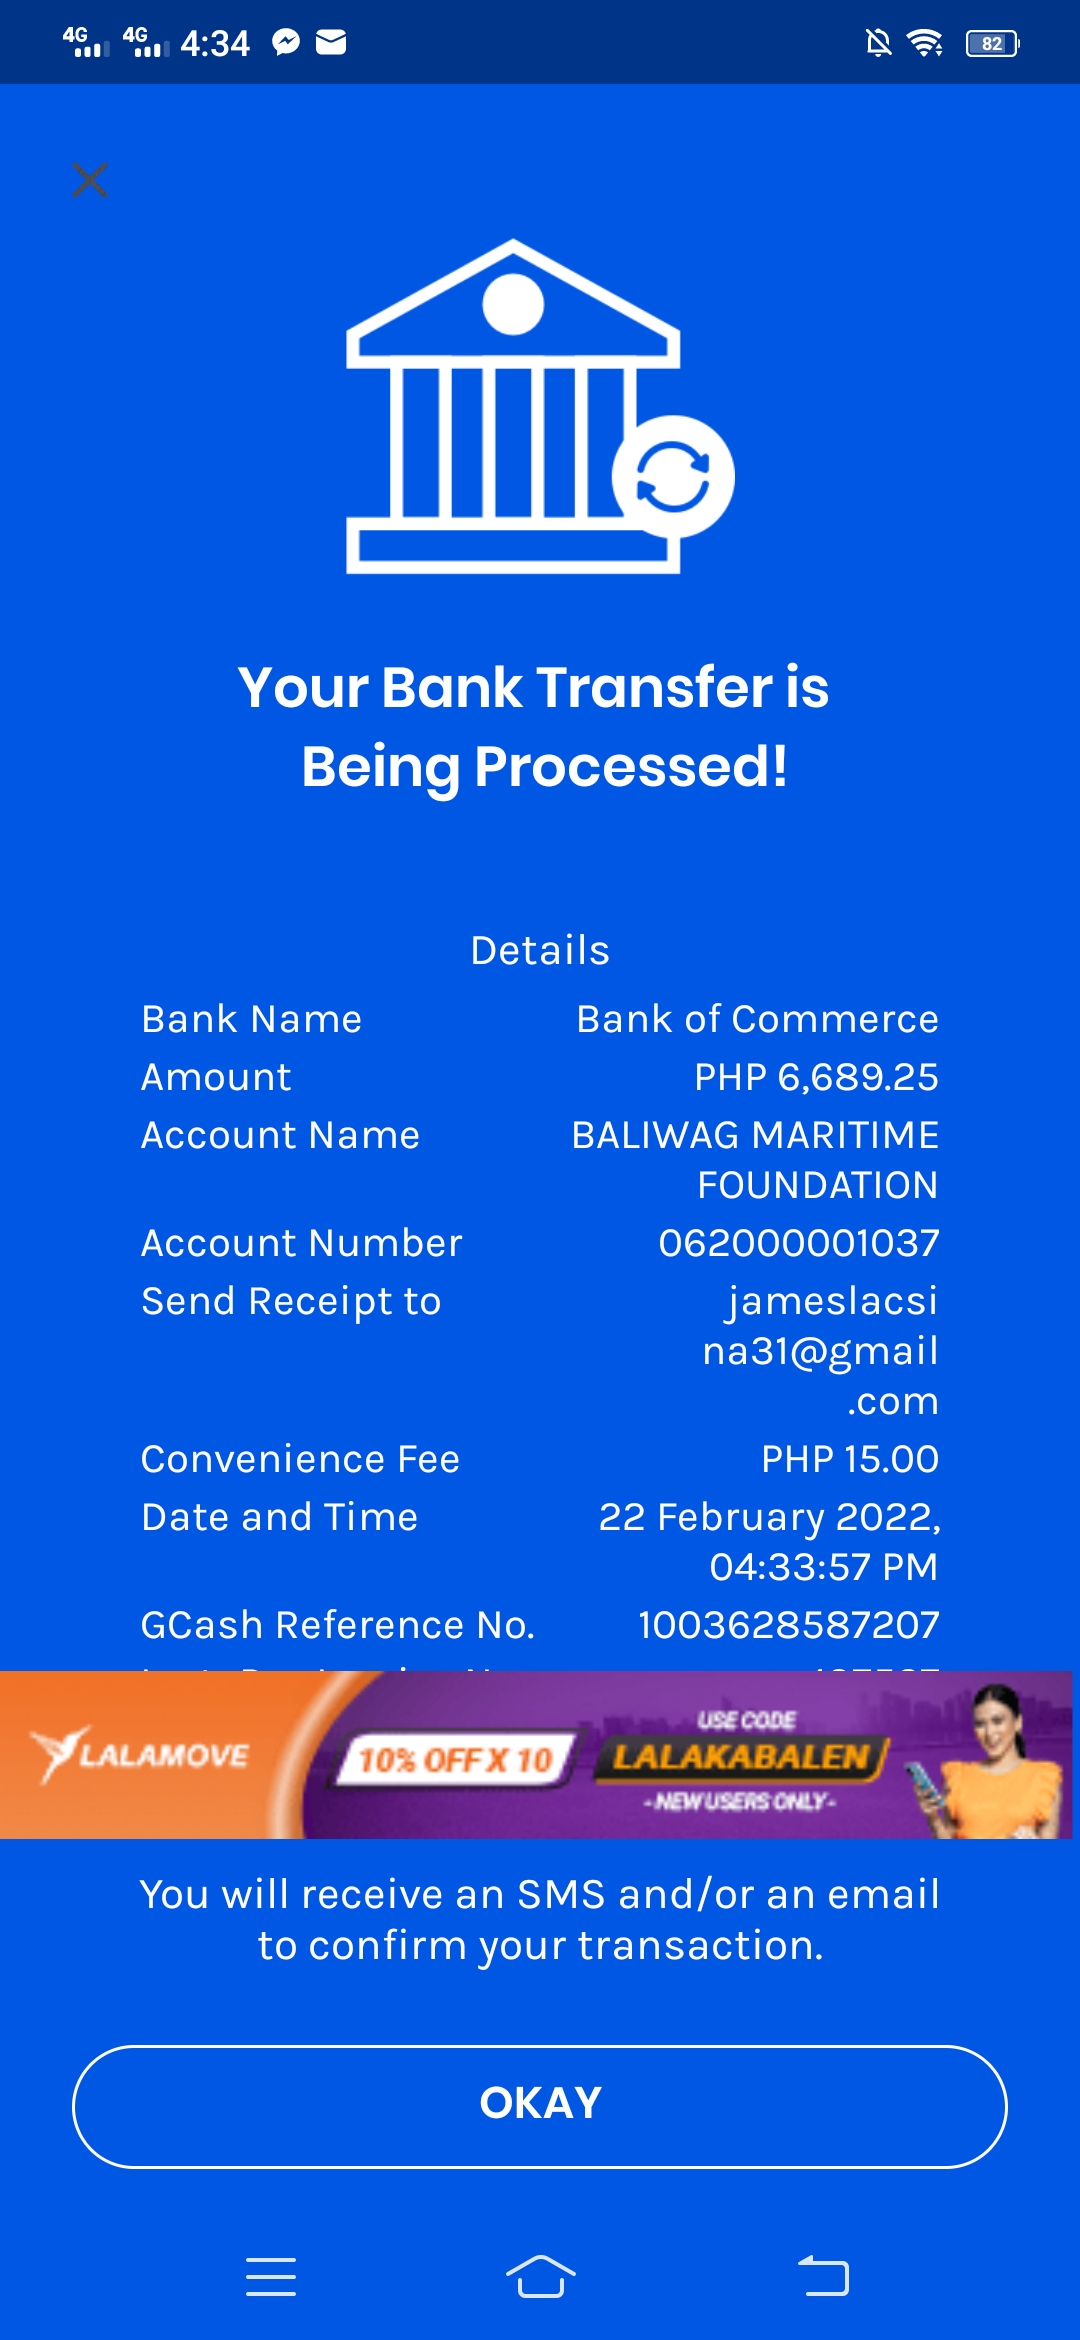 4G 4G 4:34 82
Your Bank Transfer is
Being Processed!
Details
Bank Name Bank of Commerce
Amount PHP 6,689.25
Account Name BALIWAG MARITIME
FOUNDATION
Account Number 062000001037
Send Receipt to jameslacsi
na31@gmail
.com
Convenience Fee PHP 15.00
Date and Time 22 February 2022,
04:33:57 PM
GCash Reference No. 1003628587207
LALAMOVE
10% OFF X 10
USE CODE
LALAKABALEN
-NEW USERS ONLY-
You will receive an SMS and/or an email
to confirm your transaction.
OKAY